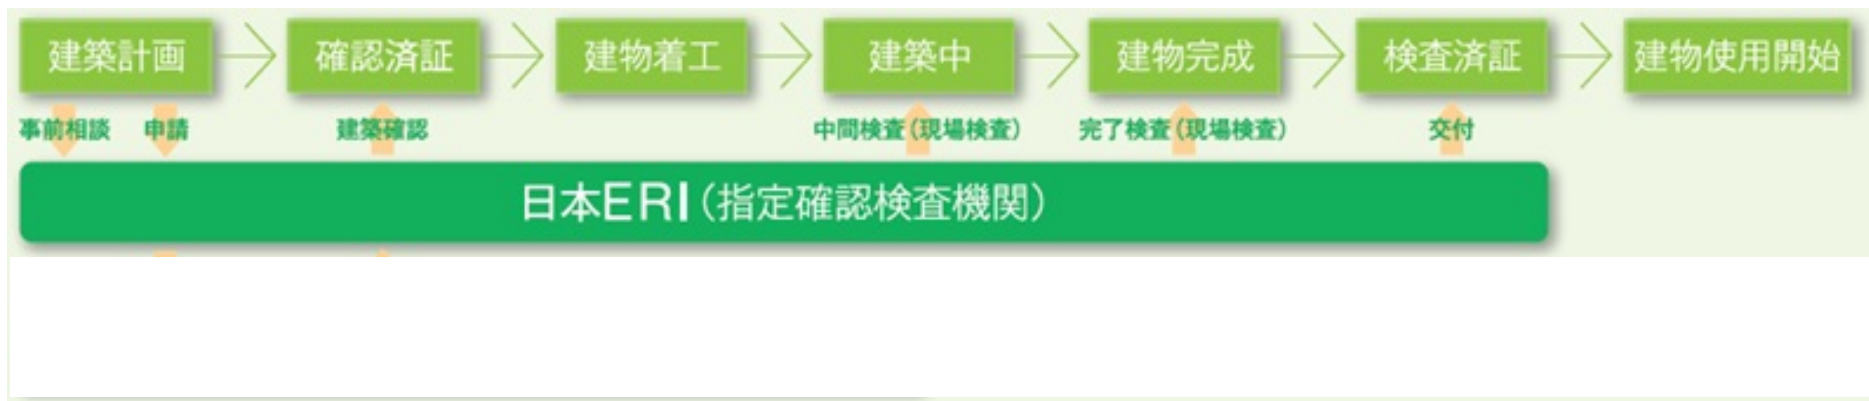 建築計画 確認済証 建物着工 建築中 建物完成 検査済証 建物使用開始
事前相談 申請 建築確認 中間検査（現場検査） 完了検査（現場検査） 交付
日本ERI（指定確認検査機関）